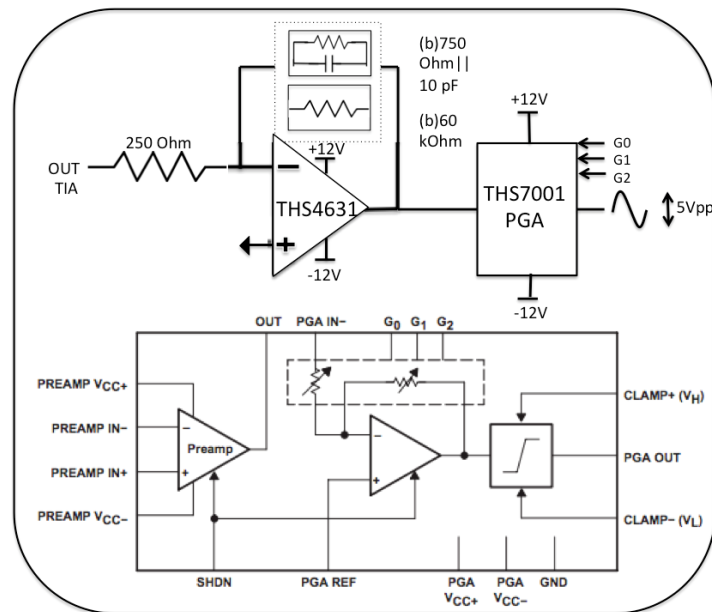 (b)750
Ohm||
10 pF
(b)60
kOhm
+12V
250 Ohm
+12V
G0
G1
G2
OUT
TIA
−
THS4631
+
THS7001
PGA
5Vpp
-12V
-12V
OUT
PGA IN−
G0
G1
G2
PREAMP VCC+
PREAMP IN−
PREAMP IN+
PREAMP VCC−
−
Preamp
+
−
+
CLAMP+ (VH)
PGA OUT
CLAMP− (VL)
SHDN
PGA REF
PGA
VCC+
PGA
VCC−
GND